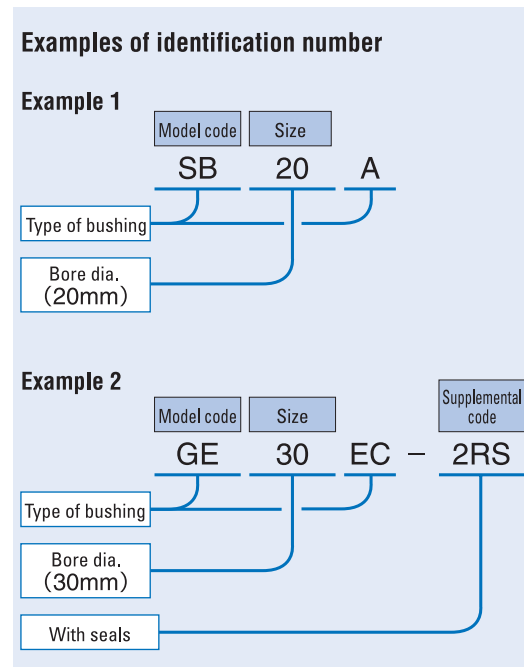 Examples of identification number
Example 1
Model code Size
SB 20 A
Type of bushing
Bore dia.
(20mm)
Example 2
Model code Size Supplemental code
GE 30 EC – 2RS
Type of bushing
Bore dia.
(30mm)
With seals